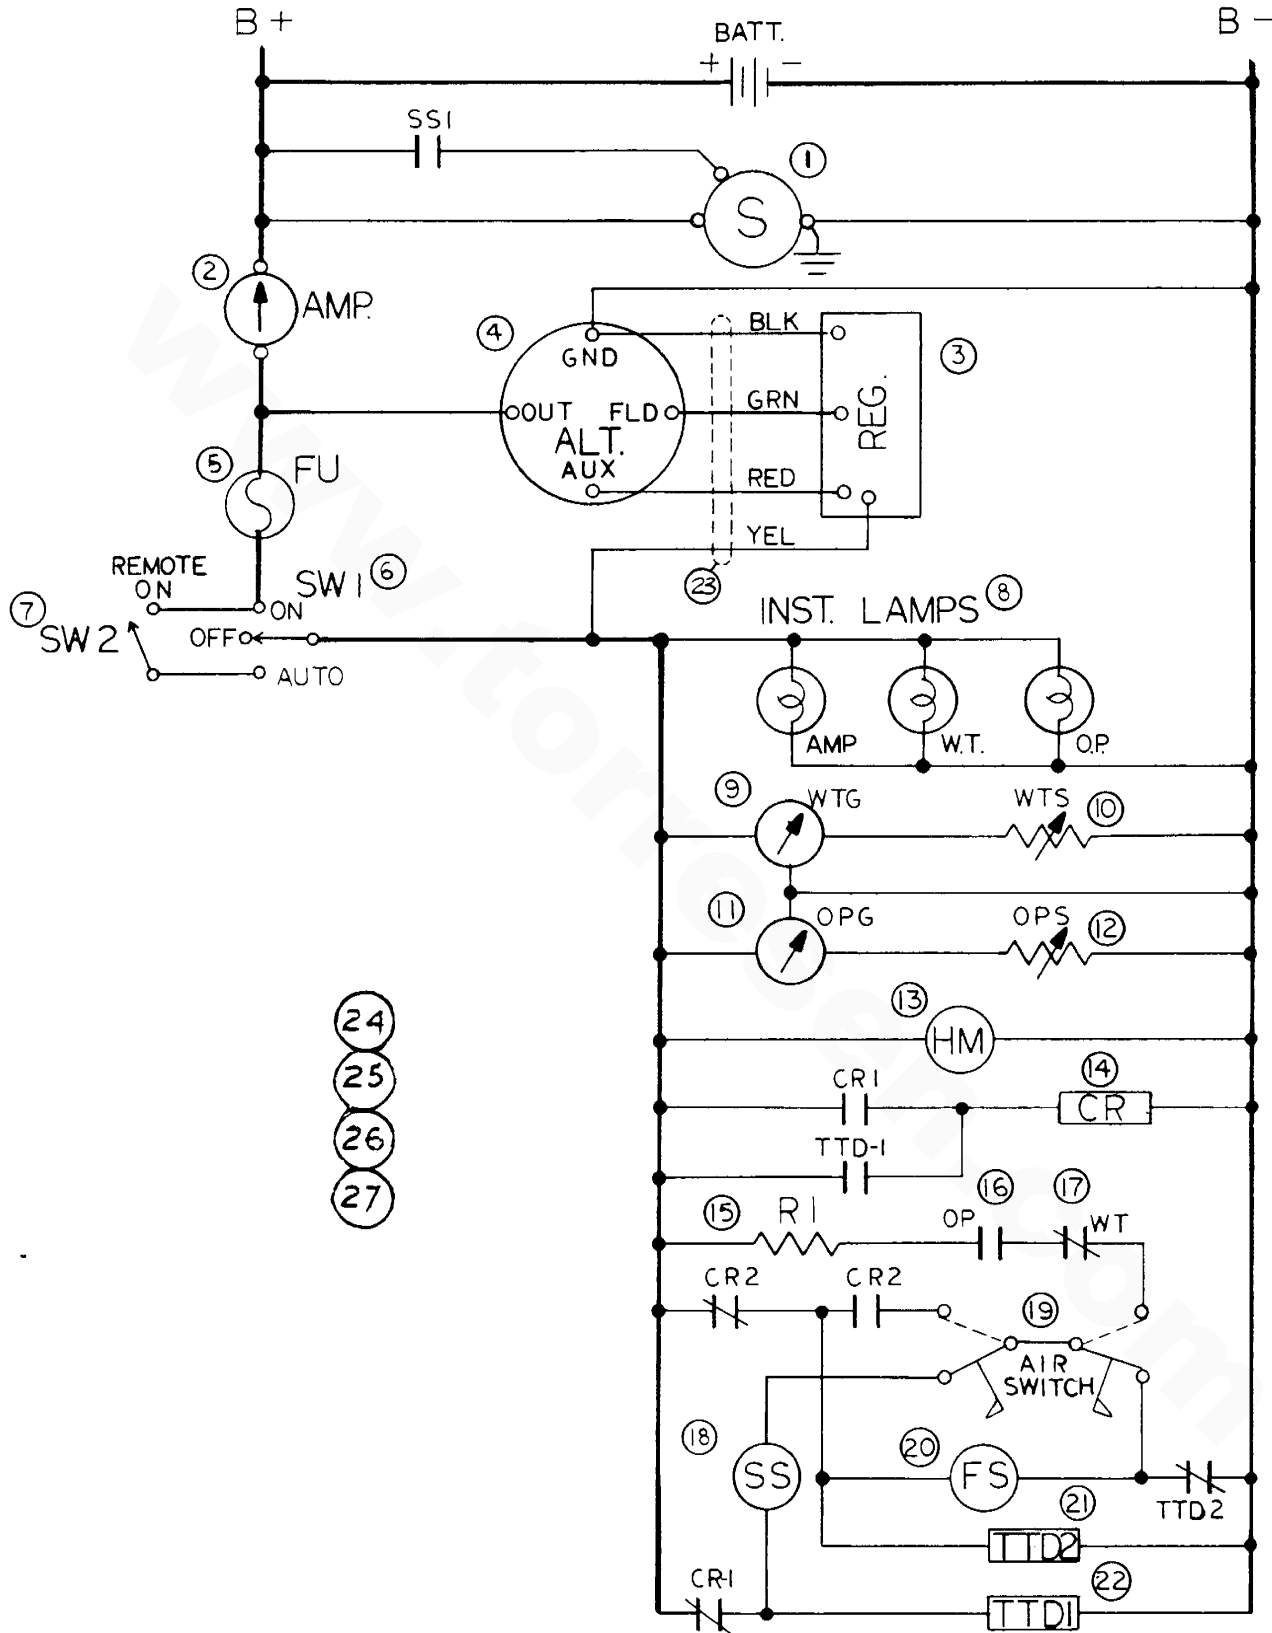 B +
B -
BATT.
+ -
SS1
1
S
2
AMP.
4
GND
BLK
3
OUT FLD
GRN
REG.
ALT.
AUX
5
FU
RED
YEL
REMOTE
ON
SW1
6
23
INST. LAMPS
8
7
SW2
ON
OFF
AUTO
AMP
W.T.
O.P.
9
WTG
WTS
10
11
OPG
OPS
12
13
HM
24
25
26
27
CR1
14
CR
TTD-1
15
R1
OP
16
17
WT
CR2
CR2
19
AIR
SWITCH
18
SS
20
FS
21
TTD2
TTD2
CR-1
22
TTD1
www.torresen.com